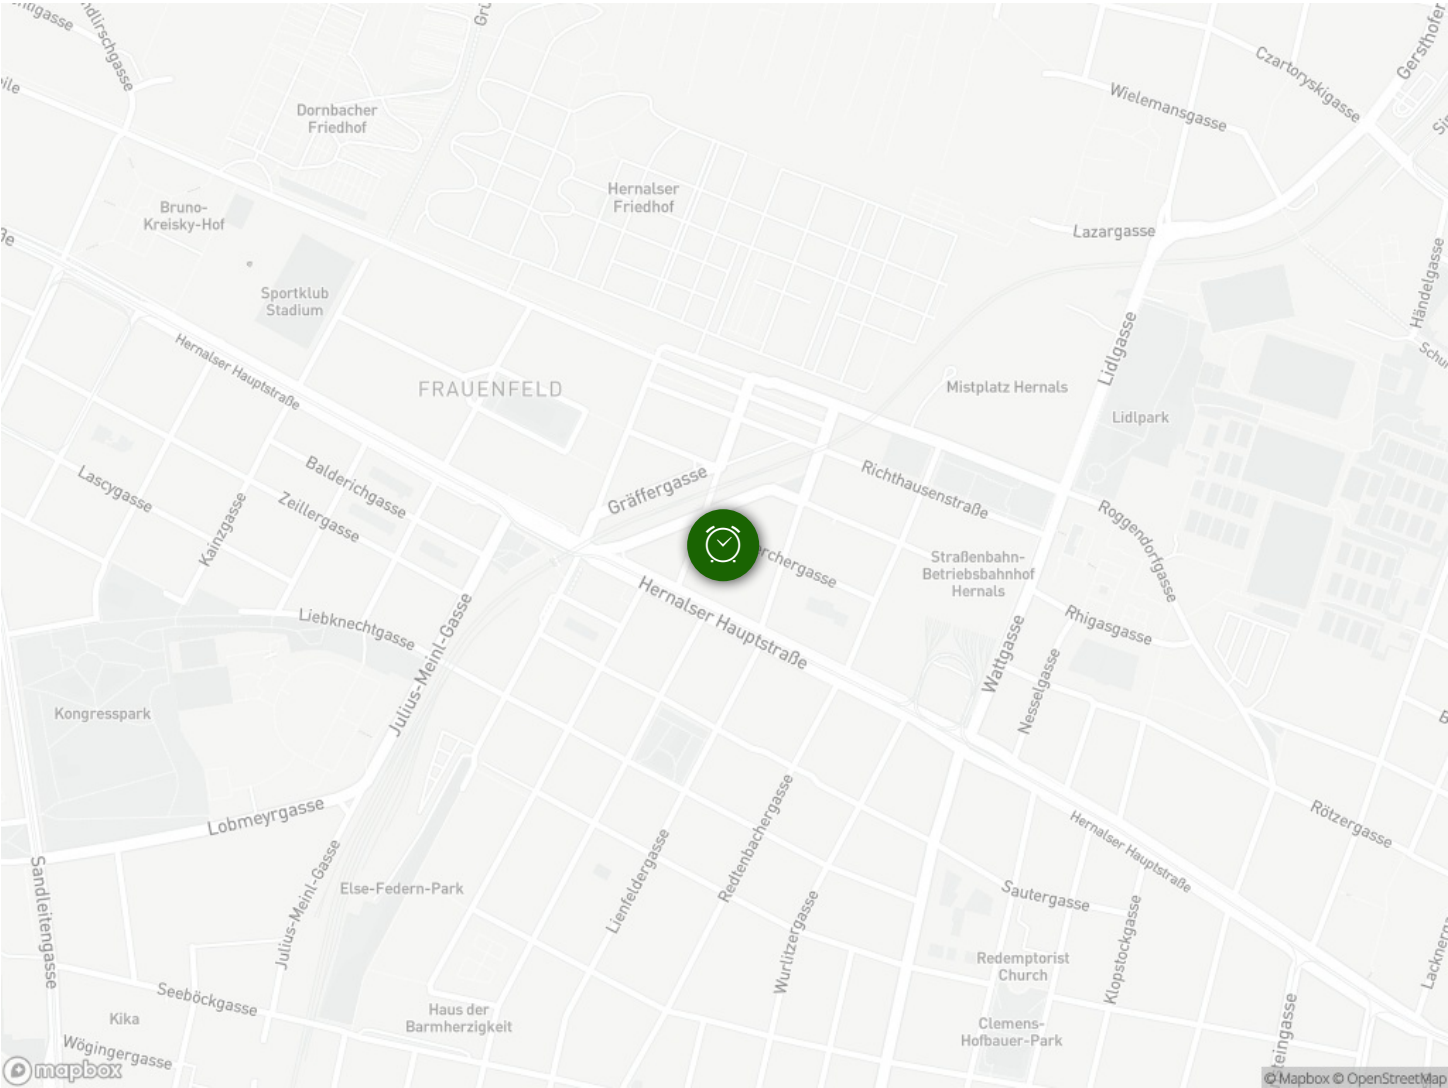 Czartoryskigasse
Gersthofer
Wielemansgasse
Dornbacher
Friedhof
Hernalser
Friedhof
Bruno-
Kreisky-Hof
Lazargasse
Händelgasse
Sportklub
Stadium
Hernalser Hauptstraße
FRAUENFELD
Lidlgasse
Mistplatz Hernals
Lidlpark
Balderichgasse
Lascygasse
Zeillergasse
Kainzgasse
Gräffergasse
Richthausenstraße
Roggendorfgasse
Straßenbahn-
Betriebsbahnhof
Hernals
Hernalser Hauptstraße
Liebknechtgasse
Rhigasgasse
Julius-Meinl-Gasse
Wattgasse
Nesselgasse
Kongresspark
Lobmeyrgasse
Rötzergasse
Hernalser Hauptstraße
Sandleitengasse
Julius-Meinl-Gasse
Else-Federn-Park
Lienfeldergasse
Redtenbachergasse
Wurlitzergasse
Sautergasse
Klopstockgasse
Redemptorist
Church
Seeböckgasse
Kika
Haus der
Barmherzigkeit
Clemens-
Hofbauer-Park
Wögingergasse
mapbox
© Mapbox © OpenStreetMap